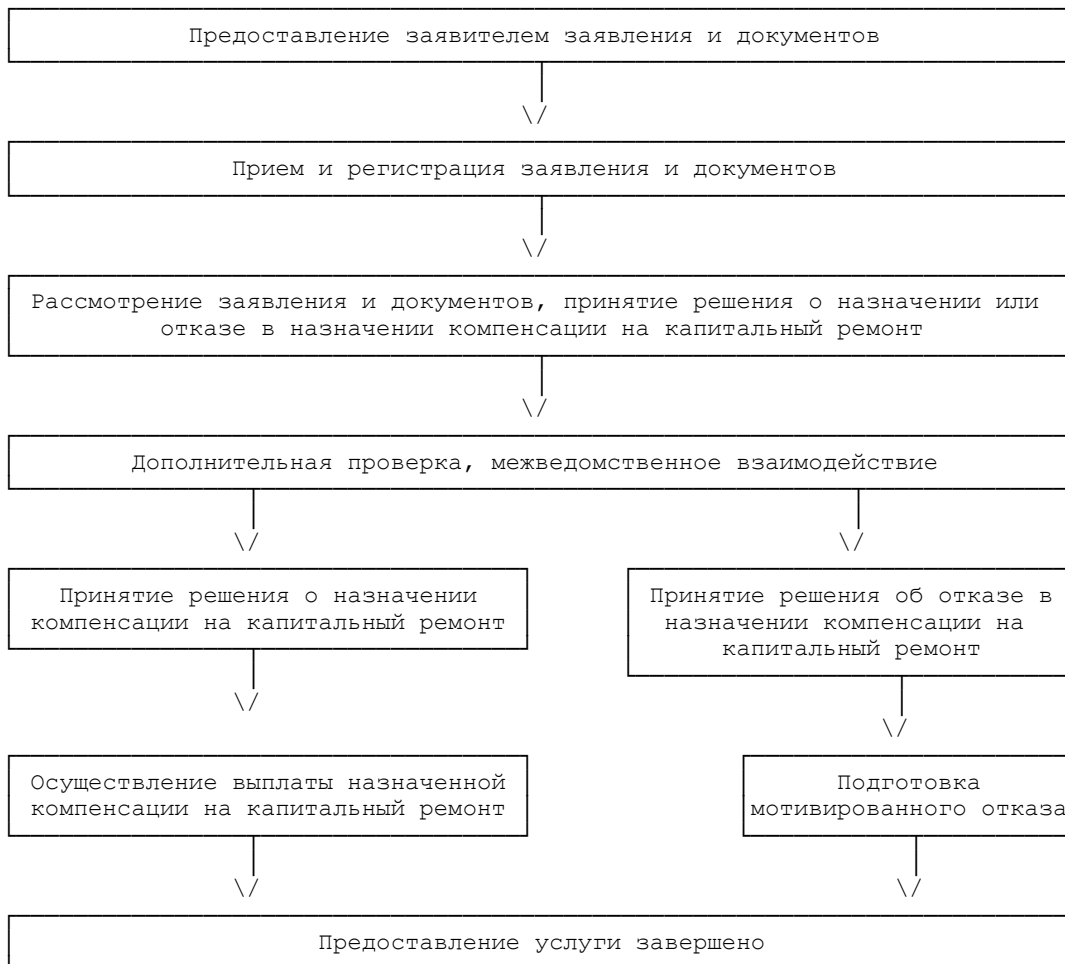 Предоставление заявителем заявления и документов
Прием и регистрация заявления и документов
Рассмотрение заявления и документов, принятие решения о назначении или
отказе в назначении компенсации на капитальный ремонт
Дополнительная проверка, межведомственное взаимодействие
Принятие решения о назначении
компенсации на капитальный ремонт
Принятие решения об отказе в
назначении компенсации на
капитальный ремонт
Осуществление выплаты назначенной
компенсации на капитальный ремонт
Подготовка
мотивированного отказа
Предоставление услуги завершено